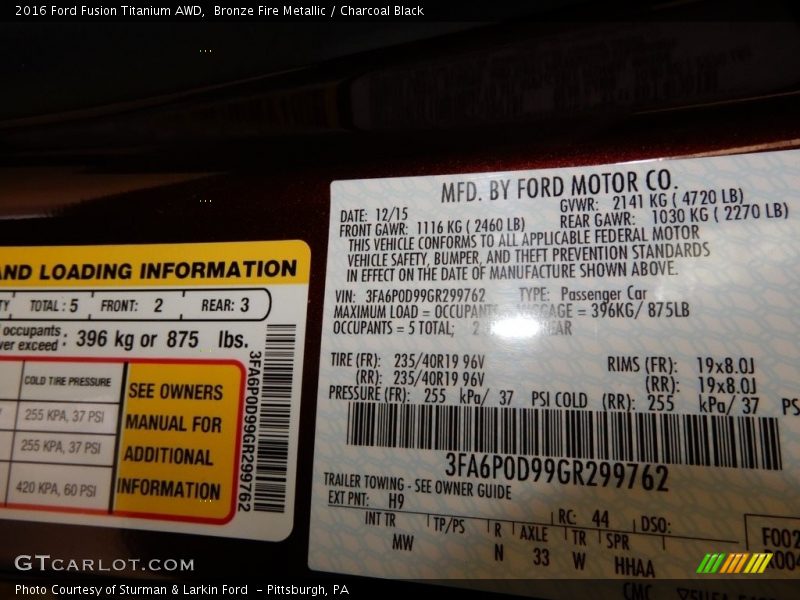 2016 Ford Fusion Titanium AWD, Bronze Fire Metallic / Charcoal Black
AND LOADING INFORMATION
TOTAL : 5 FRONT: 2 REAR: 3
occupants
396 kg or 875 lbs.
COLD TIRE PRESSURE
255 KPA, 37 PSI
255 KPA, 37 PSI
420 KPA, 60 PSI
SEE OWNERS
MANUAL FOR
ADDITIONAL
INFORMATION
3FA6P0D99GR299762
MFD. BY FORD MOTOR CO.
DATE: 12/15 GVWR: 2141 KG ( 4720 LB)
FRONT GAWR: 1116 KG ( 2460 LB) REAR GAWR: 1030 KG ( 2270 LB)
THIS VEHICLE CONFORMS TO ALL APPLICABLE FEDERAL MOTOR
VEHICLE SAFETY, BUMPER, AND THEFT PREVENTION STANDARDS
IN EFFECT ON THE DATE OF MANUFACTURE SHOWN ABOVE.
VIN: 3FA6P0D99GR299762 TYPE: Passenger Car
MAXIMUM LOAD = OCCUPANTS = 396KG/ 875LB
OCCUPANTS = 5 TOTAL; 2
TIRE (FR): 235/40R19 96V RIMS (FR): 19x8.0J
(RR): 235/40R19 96V (RR): 19x8.0J
PRESSURE (FR): 255 kPa/ 37 PSI COLD (RR): 255 kPa/ 37 PS
3FA6P0D99GR299762
TRAILER TOWING - SEE OWNER GUIDE
EXT PNT: H9 RC: 44 DSO:
INT TR TP/PS R AXLE TR SPR
MW N 33 W HHAA
F002
GTCARLOT.COM
Photo Courtesy of Sturman & Larkin Ford - Pittsburgh, PA